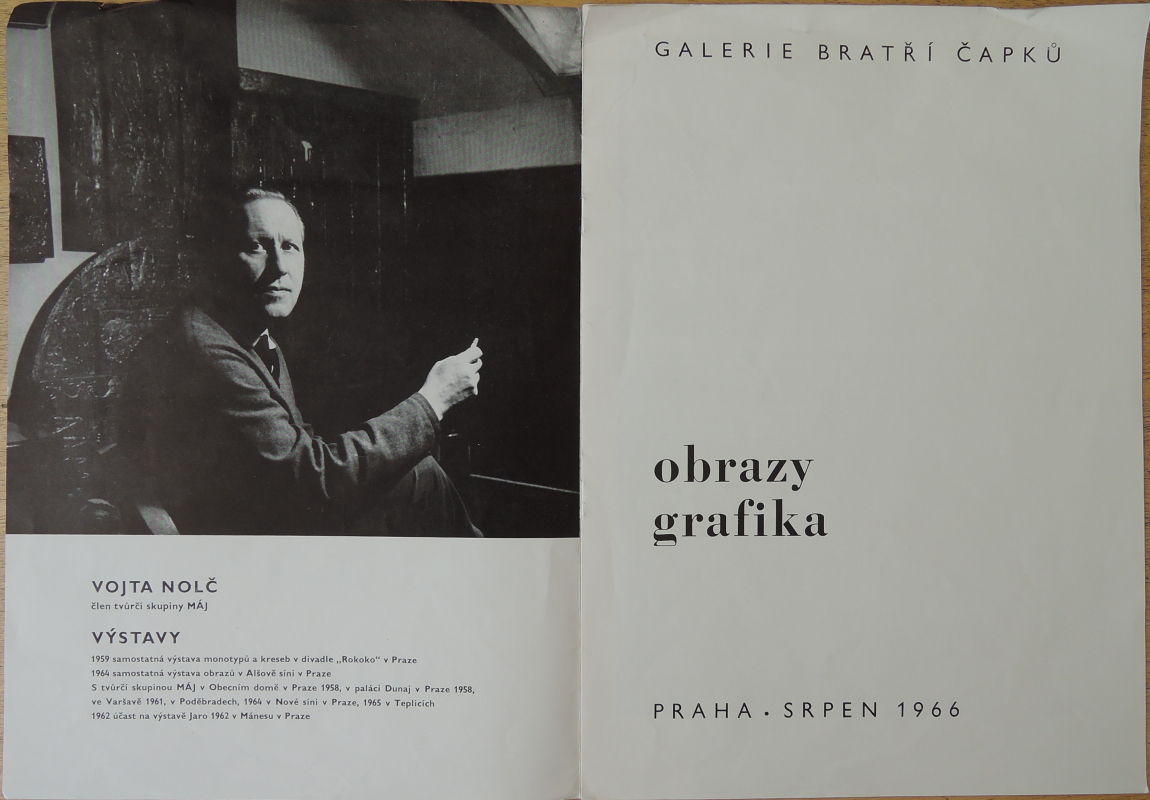 VOJTA NOLČ
člen tvůrčí skupiny MÁJ
VÝSTAVY
1959 samostatná výstava monotypů a kreseb v divadle „Rokoko“ v Praze
1964 samostatná výstava obrazů v Alšově síni v Praze
S tvůrčí skupinou MÁJ v Obecním domě v Praze 1958, v paláci Dunaj v Praze 1958,
ve Varšavě 1961, v Poděbradech, 1964 v Nové síni v Praze, 1965 v Teplicích
1962 účast na výstavě Jaro 1962 v Mánesu v Praze
GALERIE BRATŘÍ ČAPKŮ
obrazy
grafika
PRAHA • SRPEN 1966